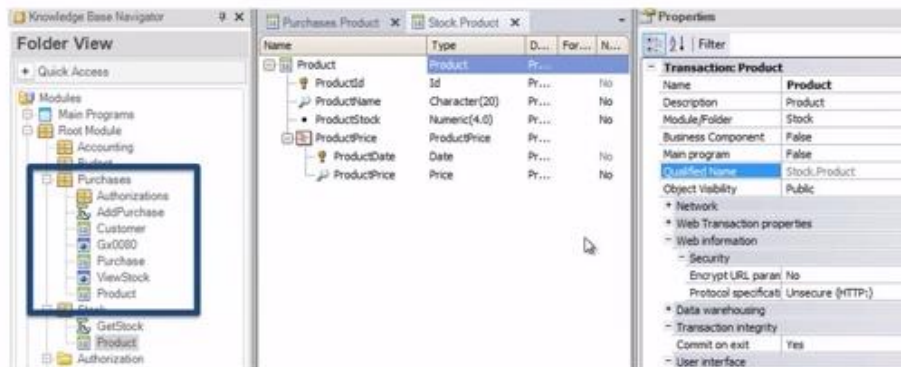 Knowledge Base Navigator
Folder View
Quick Access
Modules
Main Programs
Root Module
Accounting
Budget
Purchases
Authorizations
AddPurchase
Customer
Gx0080
Purchase
ViewStock
Product
Stock
GetStock
Product
Authorization
Purchases.Product Stock.Product
Name Type D... For... N...
Product Product Pr...
ProductId Id Pr... No
ProductName Character(20) Pr... No
ProductStock Numeric(4.0) Pr... No
ProductPrice ProductPrice Pr...
ProductDate Date Pr... No
ProductPrice Price Pr... No
Properties
Filter
Transaction: Product
Name Product
Description Product
Module/Folder Stock
Business Component False
Main program False
Qualified Name Stock.Product
Object Visibility Public
Network
Web Transaction properties
Web information
Security
Encrypt URL param No
Protocol specificati Unsecure (HTTP:)
Data warehousing
Transaction integrity
Commit on exit Yes
User interface